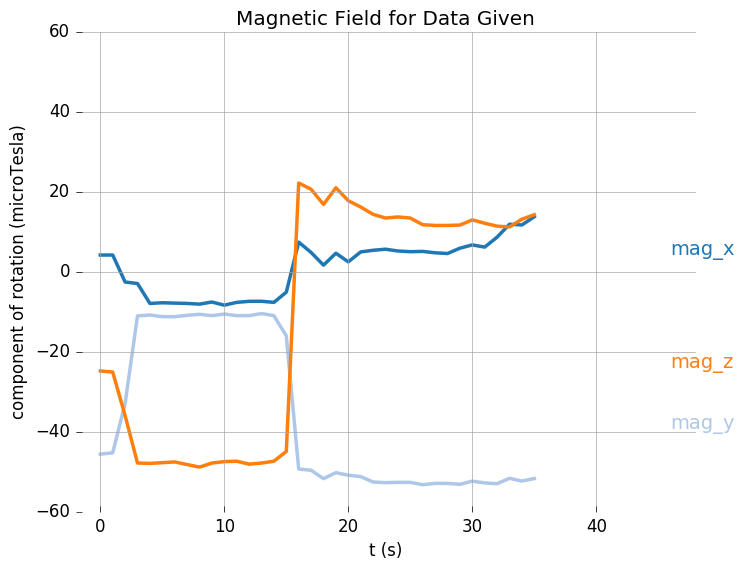 Magnetic Field for Data Given
60
40
20
0
−20
−40
−60
component of rotation (microTesla)
mag_x
mag_z
mag_y
0 10 20 30 40
t (s)